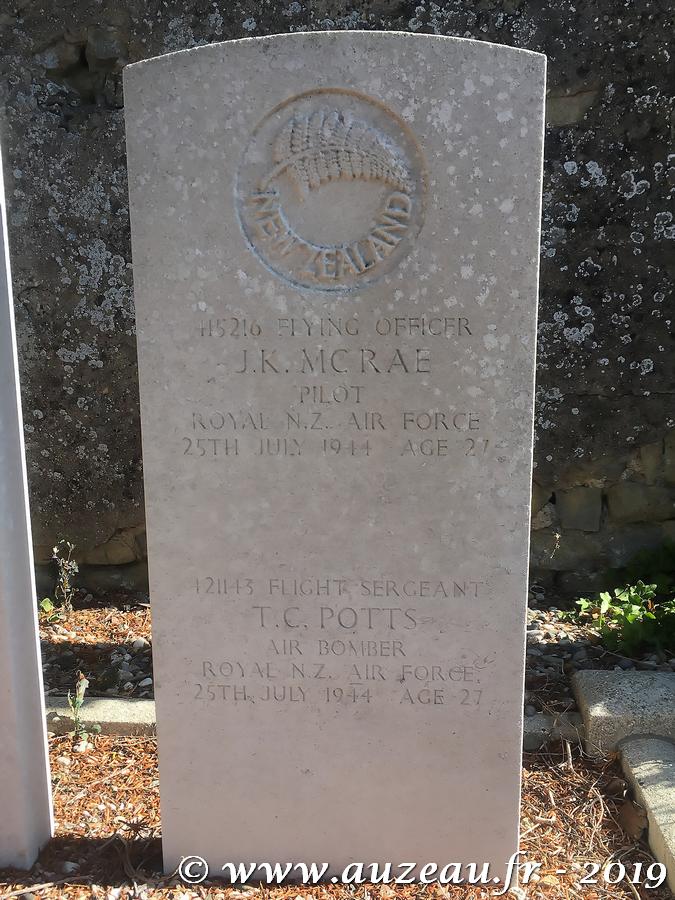 NEW ZEALAND
415216 FLYING OFFICER
J.K. MCRAE
PILOT
ROYAL N.Z. AIR FORCE
25TH JULY 1944 AGE 27
421143 FLIGHT SERGEANT
T.C. POTTS
AIR BOMBER
ROYAL N.Z. AIR FORCE
25TH JULY 1944 AGE 27
© www.auzeau.fr - 2019